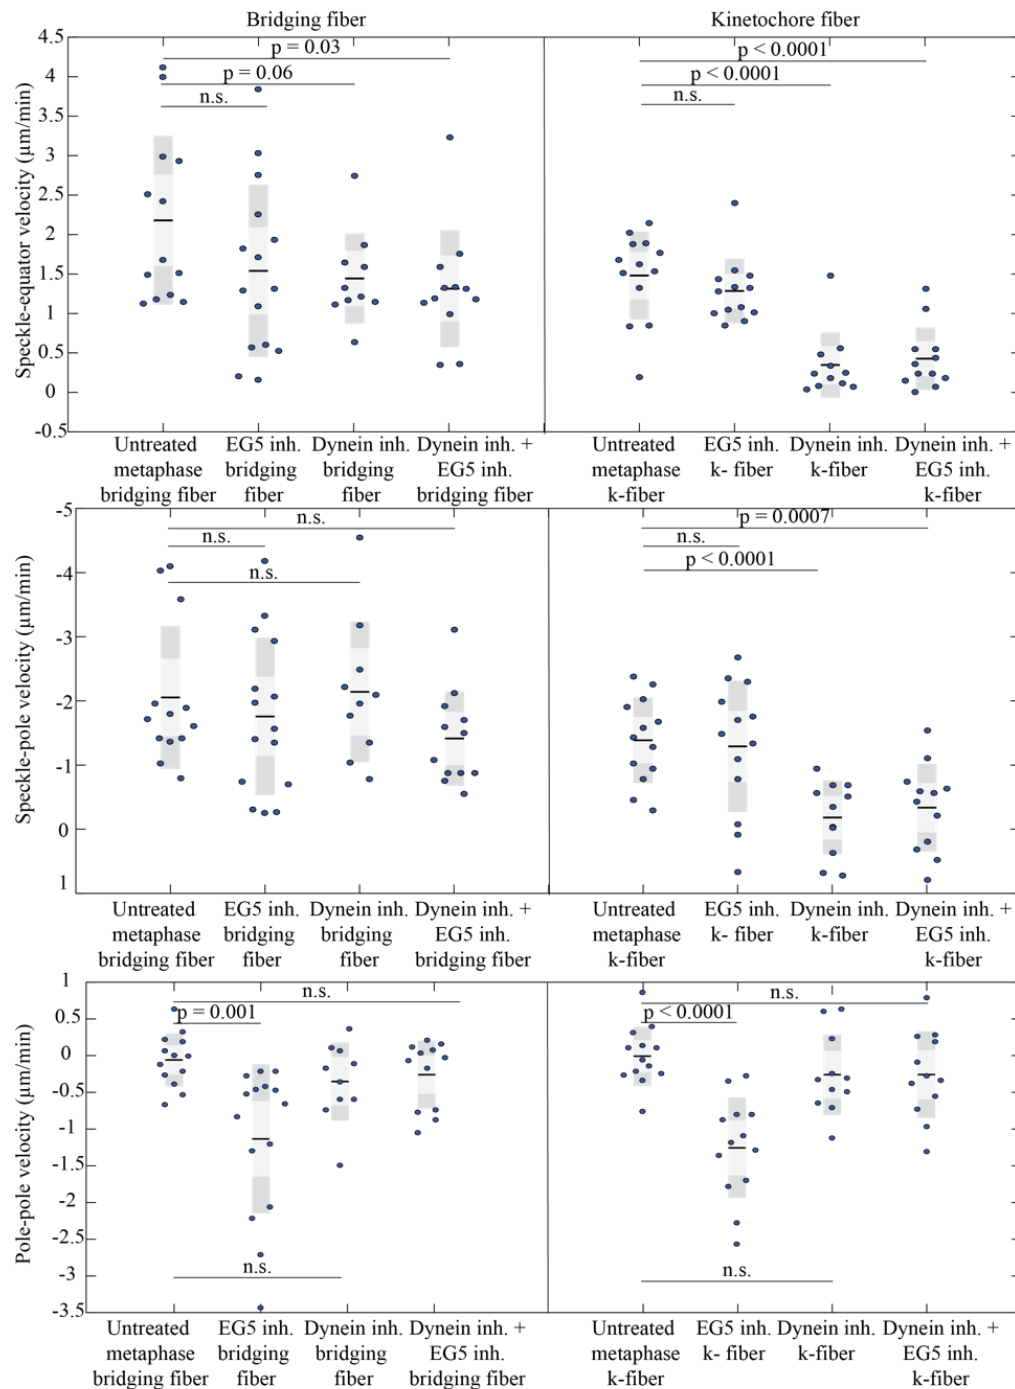 Bridging fiber
Kinetochore fiber
Speckle-equator velocity (μm/min)
4.5
4
3.5
3
2.5
2
1.5
1
0.5
0
-0.5
p = 0.03
p = 0.06
n.s.
p < 0.0001
p < 0.0001
n.s.
Untreated
metaphase
bridging fiber
EG5 inh.
bridging
fiber
Dynein inh.
bridging
fiber
Dynein inh. +
EG5 inh.
bridging fiber
Untreated
metaphase
k-fiber
EG5 inh.
k- fiber
Dynein inh.
k-fiber
Dynein inh. +
EG5 inh.
k-fiber
Speckle-pole velocity (μm/min)
-5
-4
-3
-2
-1
0
1
n.s.
n.s.
n.s.
p = 0.0007
n.s.
p < 0.0001
Untreated
metaphase
bridging fiber
EG5 inh.
bridging
fiber
Dynein inh.
bridging
fiber
Dynein inh. +
EG5 inh.
bridging fiber
Untreated
metaphase
k-fiber
EG5 inh.
k- fiber
Dynein inh.
k-fiber
Dynein inh. +
EG5 inh.
k-fiber
Pole-pole velocity (μm/min)
1
0.5
0
-0.5
-1
-1.5
-2
-2.5
-3
-3.5
n.s.
p = 0.001
n.s.
n.s.
p < 0.0001
n.s.
Untreated
metaphase
bridging fiber
EG5 inh.
bridging
fiber
Dynein inh.
bridging
fiber
Dynein inh. +
EG5 inh.
bridging fiber
Untreated
metaphase
k-fiber
EG5 inh.
k- fiber
Dynein inh.
k-fiber
Dynein inh. +
EG5 inh.
k-fiber